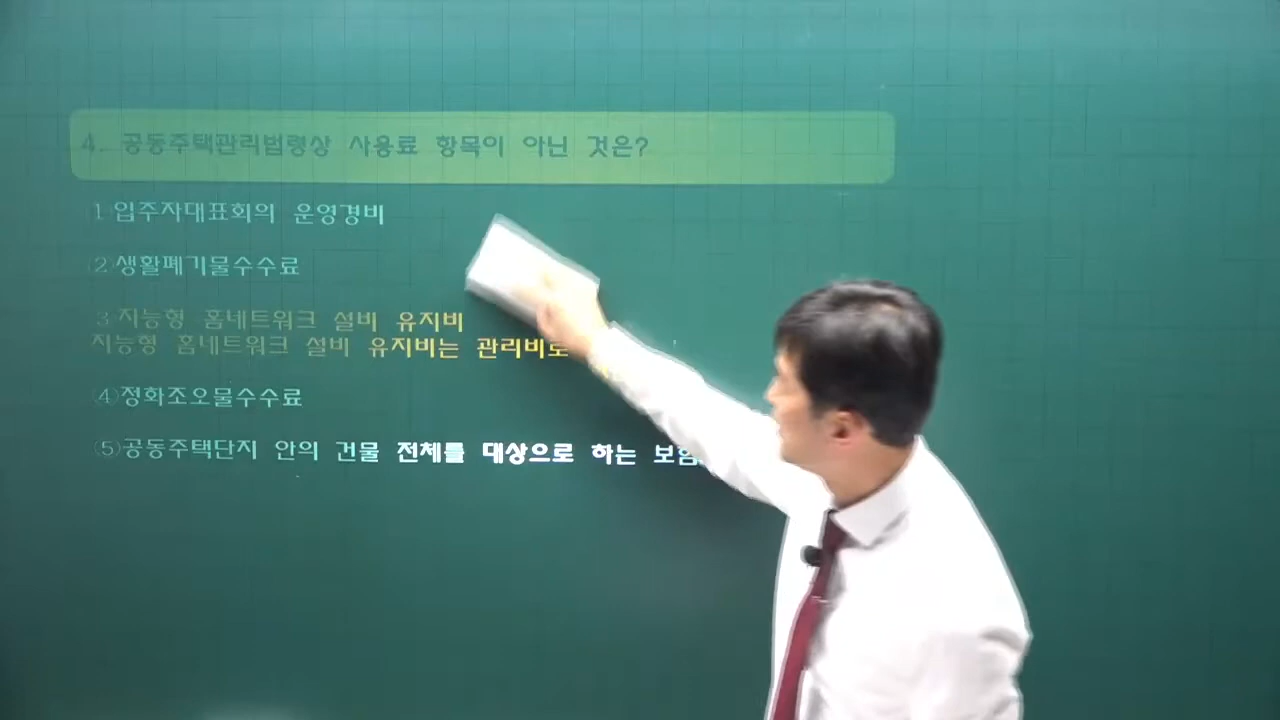 4. 공동주택관리법령상 사용료 항목이 아닌 것은?
(1)입주자대표회의 운영경비
(2)생활폐기물수수료
3.지능형 홈네트워크 설비 유지비
지능형 홈네트워크 설비 유지비는 관리비로
(4)정화조오물수수료
(5)공동주택단지 안의 건물 전체를 대상으로 하는 보험